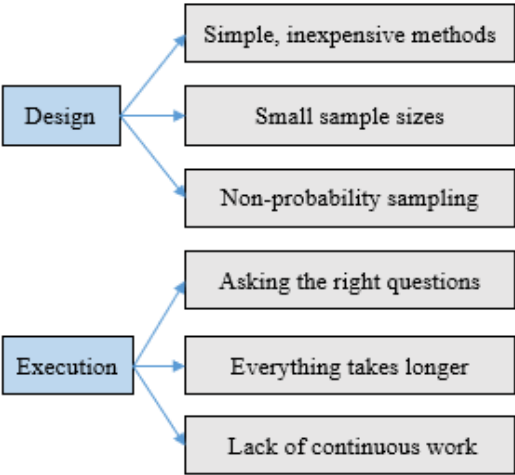 Simple, inexpensive methods
Design
Small sample sizes
Non-probability sampling
Asking the right questions
Execution
Everything takes longer
Lack of continuous work